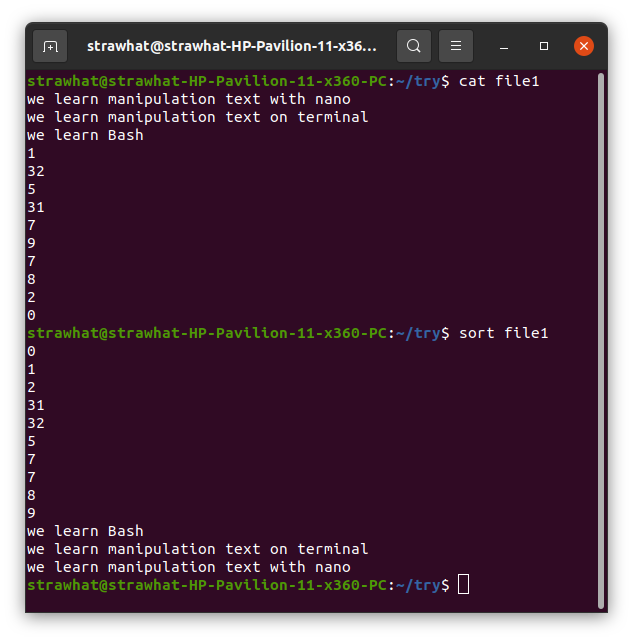 strawhat@strawhat-HP-Pavilion-11-x36...
strawhat@strawhat-HP-Pavilion-11-x360-PC:~/try$ cat file1
we learn manipulation text with nano
we learn manipulation text on terminal
we learn Bash
1
32
5
31
7
9
7
8
2
0
strawhat@strawhat-HP-Pavilion-11-x360-PC:~/try$ sort file1
0
1
2
31
32
5
7
7
8
9
we learn Bash
we learn manipulation text on terminal
we learn manipulation text with nano
strawhat@strawhat-HP-Pavilion-11-x360-PC:~/try$